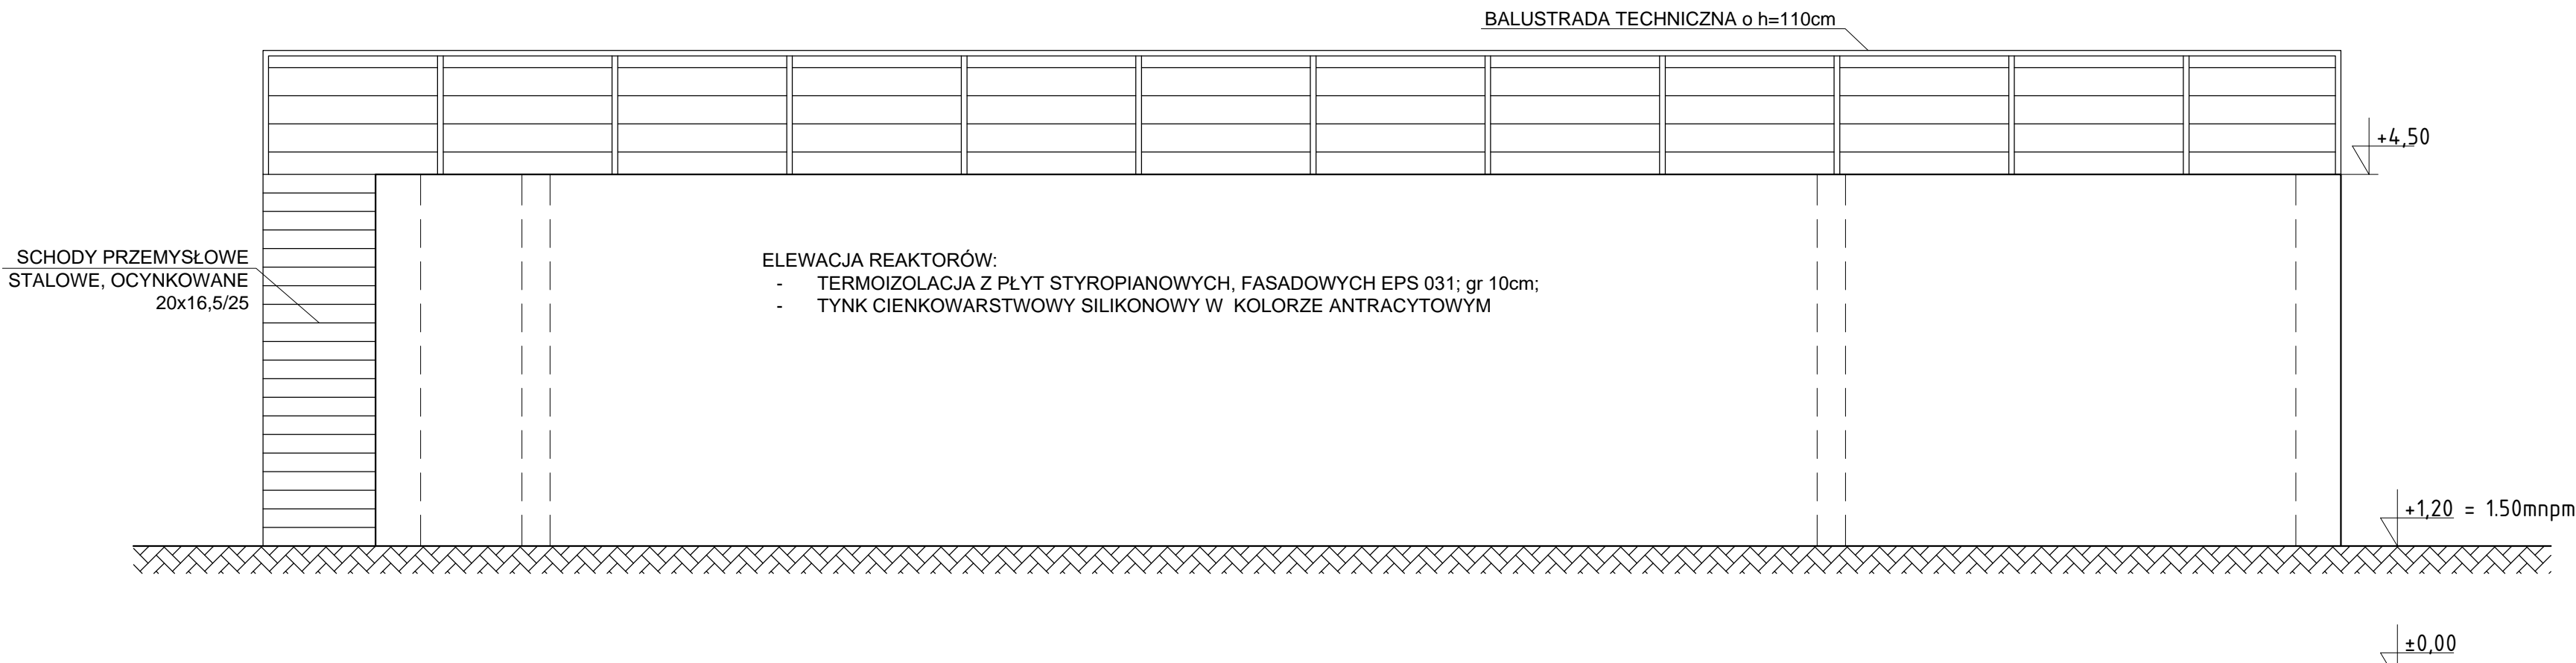 BALUSTRADA TECHNICZNA o h=110cm
+4,50
SCHODY PRZEMYSŁOWE
STALOWE, OCYNKOWANE
20x16,5/25
ELEWACJA REAKTORÓW:
- TERMOIZOLACJA Z PŁYT STYROPIANOWYCH, FASADOWYCH EPS 031; gr 10cm;
- TYNK CIENKOWARSTWOWY SILIKONOWY W KOLORZE ANTRACYTOWYM
+1,20 = 1.50mnpm
±0,00